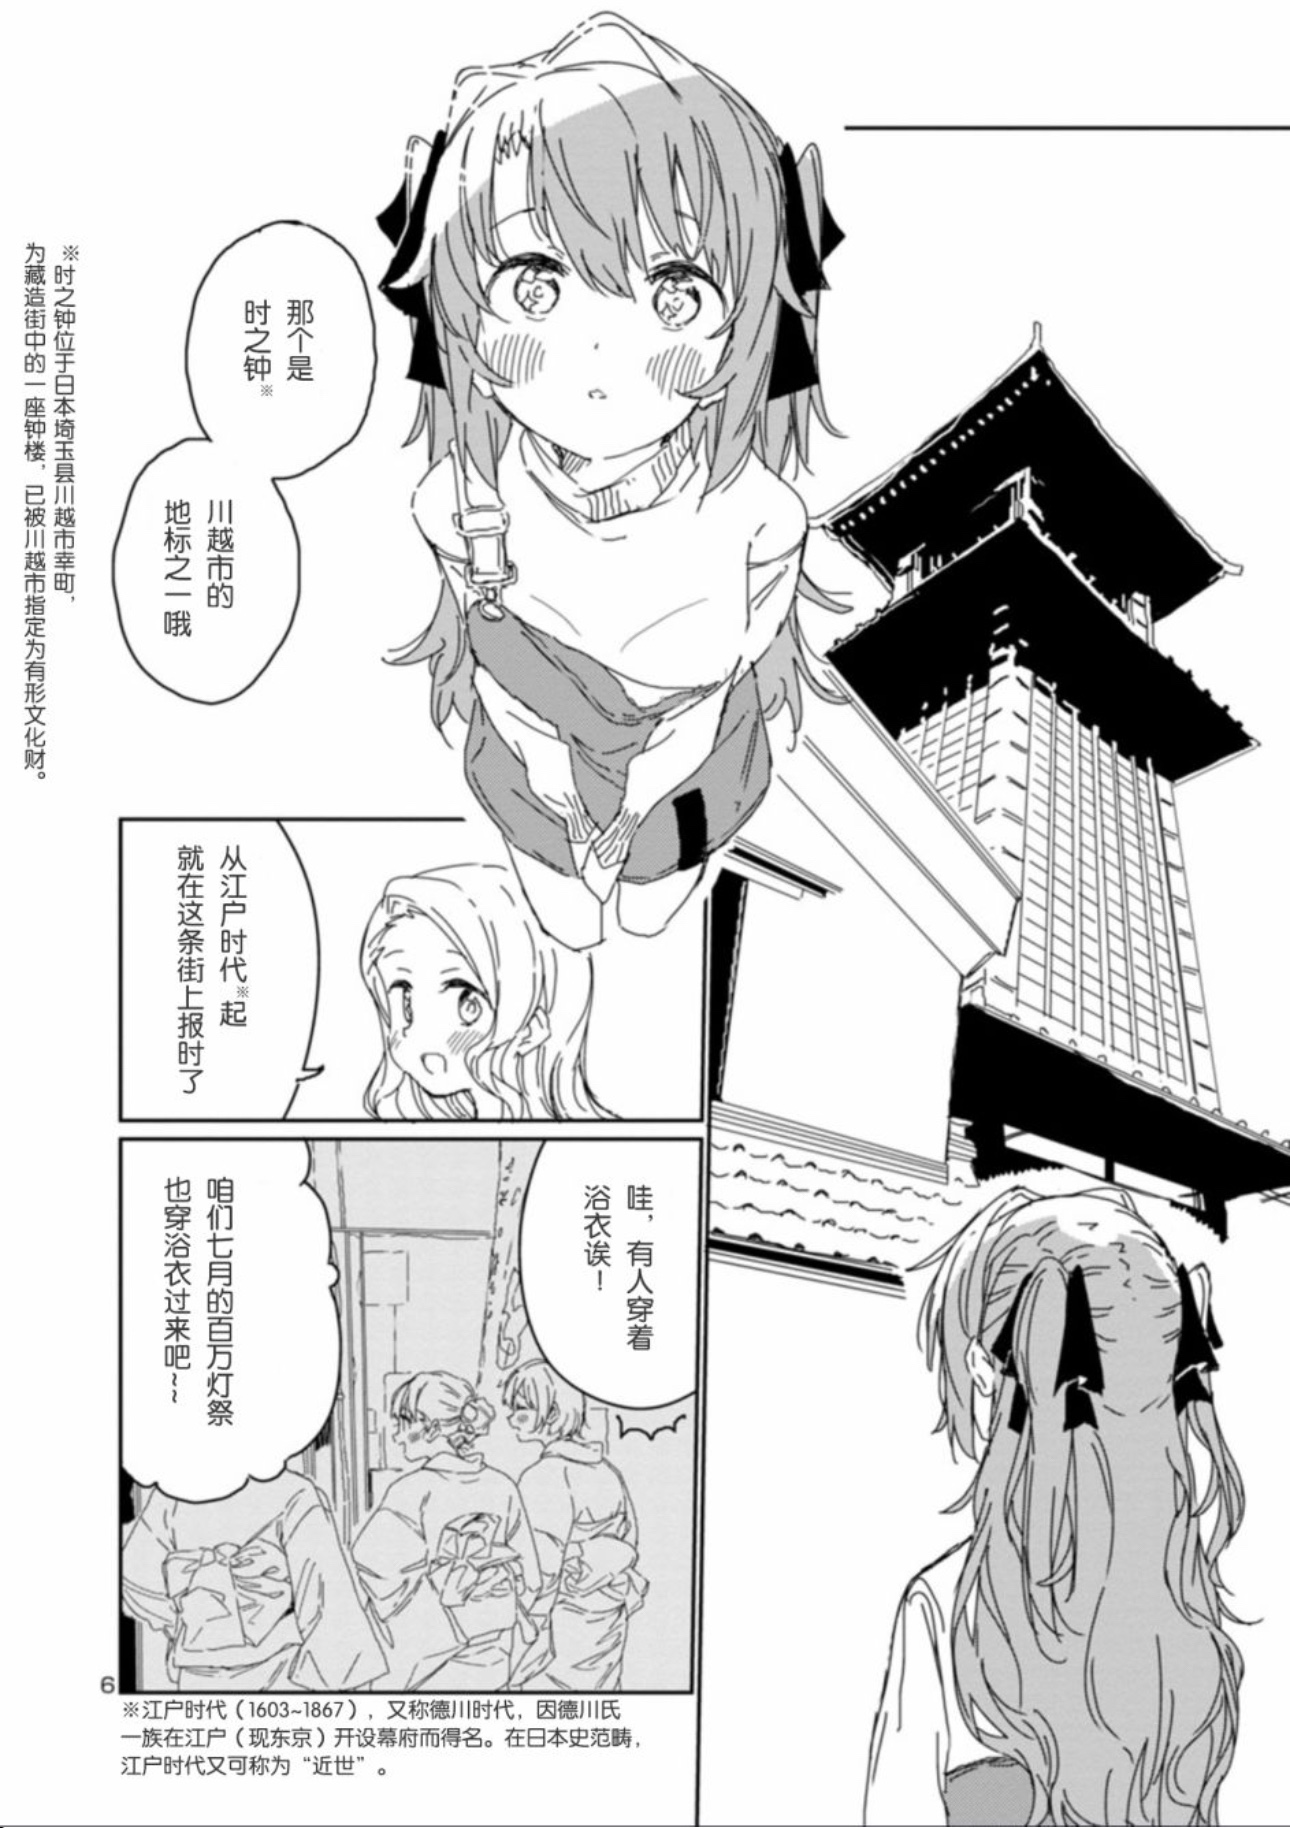 那个是
时之钟※
川越市的
地标之一哦
※时之钟位于日本埼玉县川越市幸町，
为藏造街中的一座钟楼，已被川越市指定为有形文化财。
从江户时代※起
就在这条街上报时了
哇，有人穿着
浴衣诶！
咱们七月的百万灯祭
也穿浴衣过来吧~~
6
※江户时代（1603~1867），又称德川时代，因德川氏
一族在江户（现东京）开设幕府而得名。在日本史范畴，
江户时代又可称为“近世”。